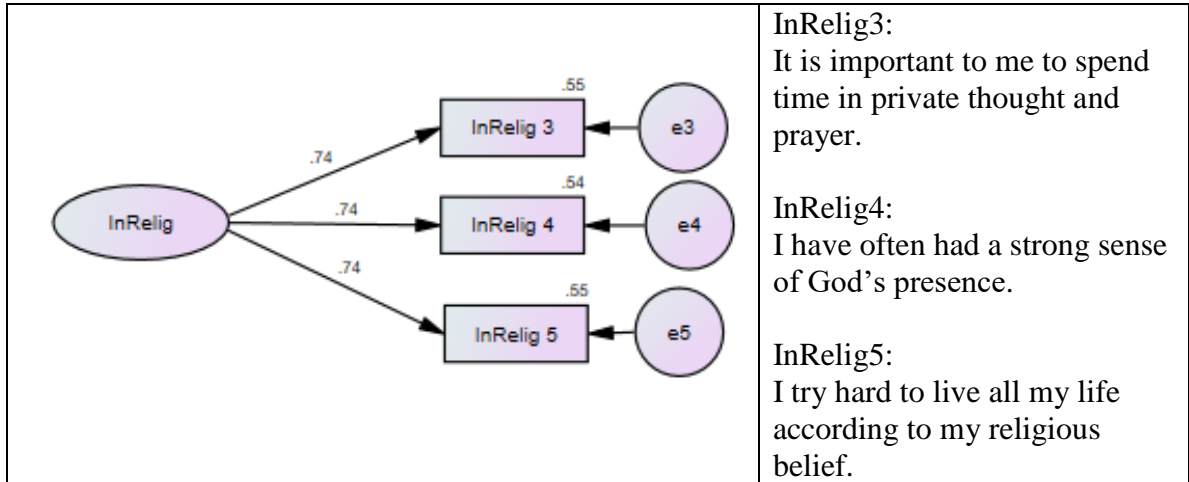 .55
InRelig 3
e3
.74
.54
InRelig
.74
InRelig 4
e4
.74
.55
InRelig 5
e5
InRelig3:
It is important to me to spend
time in private thought and
prayer.
InRelig4:
I have often had a strong sense
of God’s presence.
InRelig5:
I try hard to live all my life
according to my religious
belief.